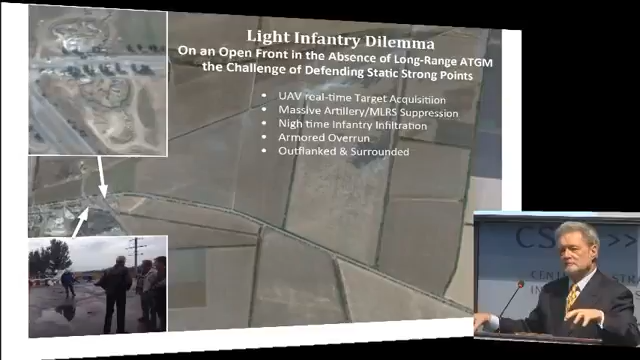 Light Infantry Dilemma
On an Open Front in the Absence of Long-Range ATGM
the Challenge of Defending Static Strong Points
• UAV real-time Target Acquisition
• Massive Artillery/MLRS Suppression
• Nigh time Infantry Infiltration
• Armored Overrun
• Outflanked & Surrounded
CS